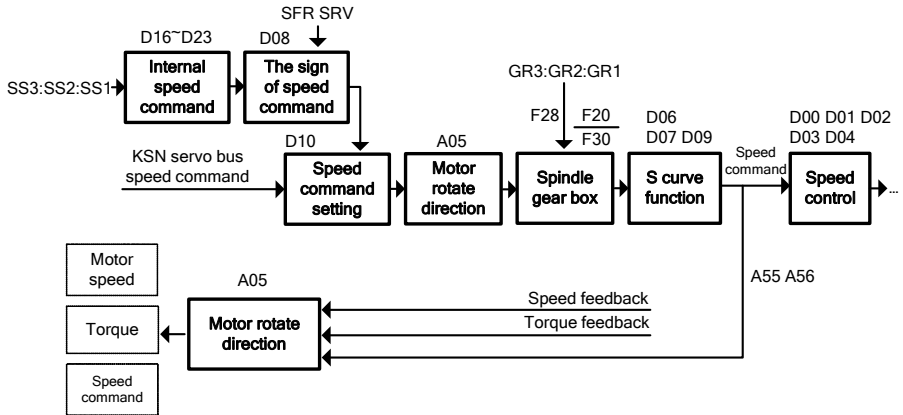 SFR SRV
D16~D23
D08
SS3:SS2:SS1
Internal
speed
command
The sign
of speed
command
GR3:GR2:GR1
F28
F20
F30
D06
D07 D09
D00 D01 D02
D03 D04
D10
A05
KSN servo bus
speed command
Speed
command
setting
Motor
rotate
direction
Spindle
gear box
S curve
function
Speed
command
Speed
control
...
Motor
speed
Torque
Speed
command
A05
Motor rotate
direction
Speed feedback
Torque feedback
A55 A56